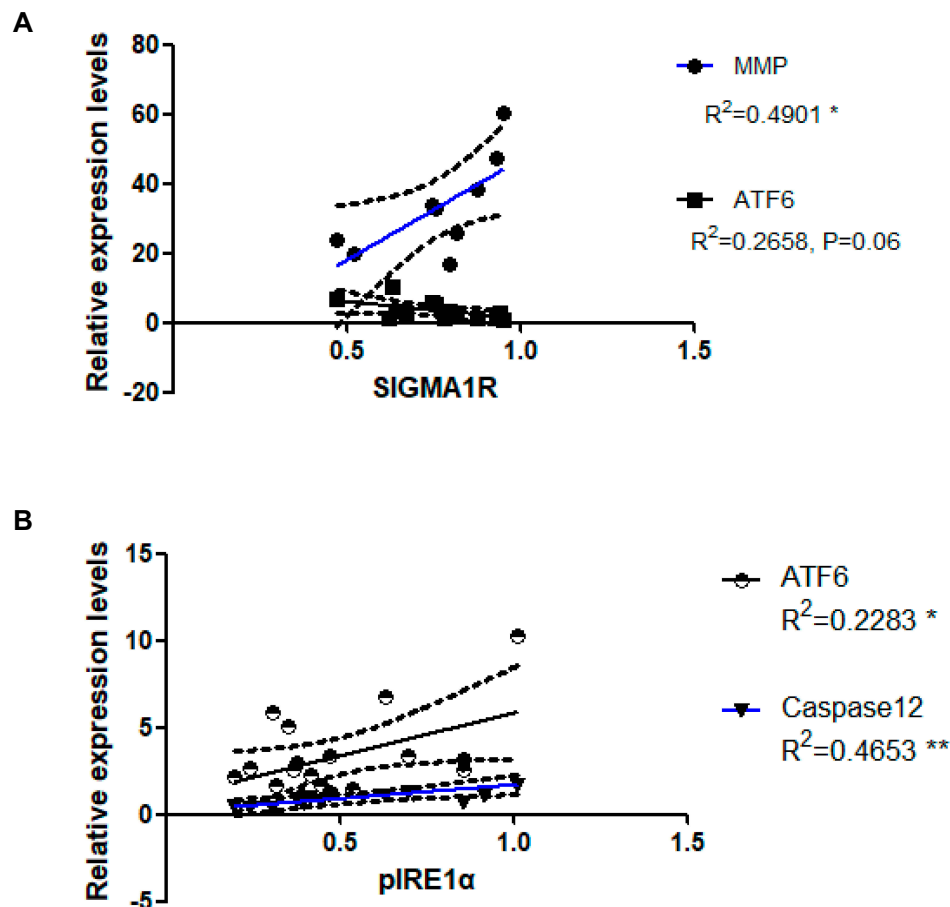 A
Relative expression levels
80
60
40
20
0
-20
0.5
1.0
1.5
SIGMA1R
MMP
R²=0.4901 *
ATF6
R²=0.2658, P=0.06
B
Relative expression levels
15
10
5
0
-5
0.5
1.0
1.5
pIRE1α
ATF6
R²=0.2283 *
Caspase12
R²=0.4653 **